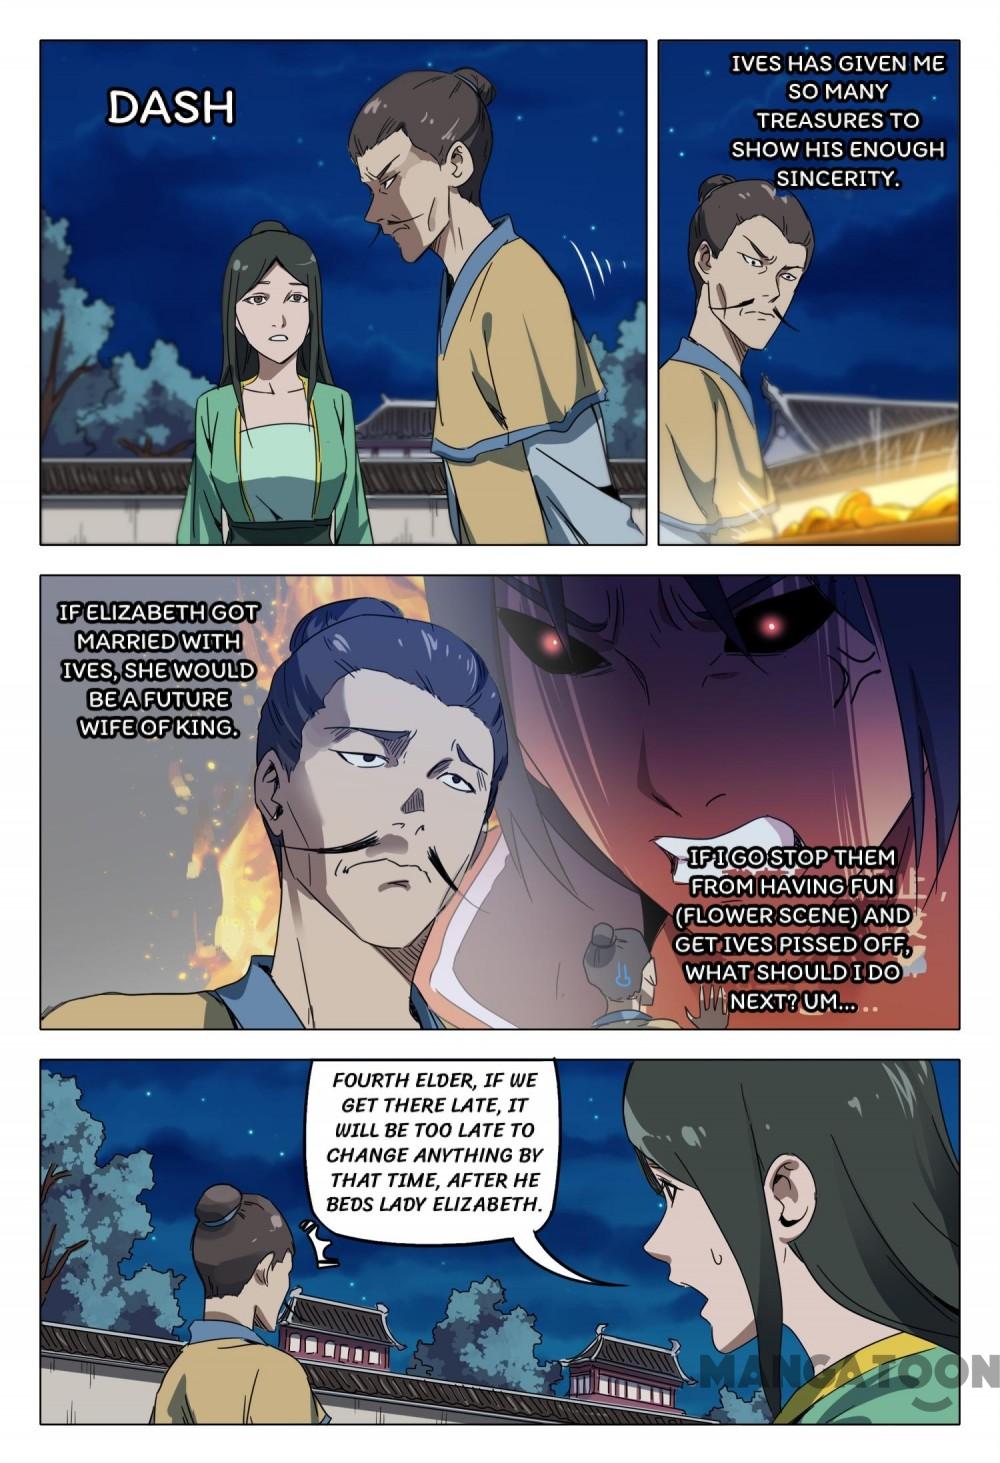 DASH
IVES HAS GIVEN ME
SO MANY
TREASURES TO
SHOW HIS ENOUGH
SINCERITY.
IF ELIZABETH GOT
MARRIED WITH
IVES, SHE WOULD
BE A FUTURE
WIFE OF KING.
IF I GO STOP THEM
FROM HAVING FUN
(FLOWER SCENE) AND
GET IVES PISSED OFF,
WHAT SHOULD I DO
NEXT? UM...
FOURTH ELDER, IF WE
GET THERE LATE, IT
WILL BE TOO LATE TO
CHANGE ANYTHING BY
THAT TIME, AFTER HE
BEDS LADY ELIZABETH.
MANGATOON